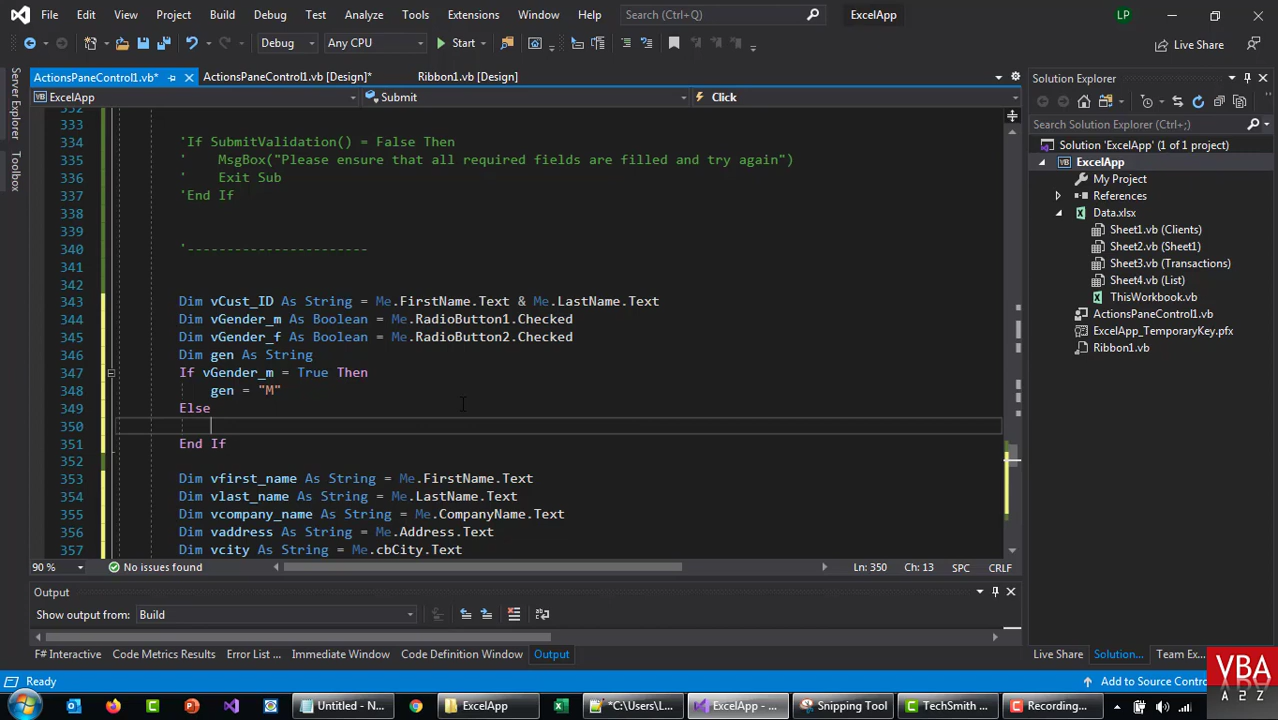 File Edit View Project Build Debug Test Analyze Tools Extensions Window Help Search (Ctrl+Q) ExcelApp LP
Debug Any CPU Start Live Share
Server Explorer
Toolbox
ActionsPaneControl1.vb* ActionsPaneControl1.vb [Design]* Ribbon1.vb [Design]
ExcelApp Submit Click
332
333
334 'If SubmitValidation() = False Then
335 ' MsgBox("Please ensure that all required fields are filled and try again")
336 ' Exit Sub
337 'End If
338
339
340 '-----------------------
341
342
343 Dim vCust_ID As String = Me.FirstName.Text & Me.LastName.Text
344 Dim vGender_m As Boolean = Me.RadioButton1.Checked
345 Dim vGender_f As Boolean = Me.RadioButton2.Checked
346 Dim gen As String
347 If vGender_m = True Then
348 gen = "M"
349 Else
350
351 End If
352
353 Dim vfirst_name As String = Me.FirstName.Text
354 Dim vlast_name As String = Me.LastName.Text
355 Dim vcompany_name As String = Me.CompanyName.Text
356 Dim vaddress As String = Me.Address.Text
357 Dim vcity As String = Me.cbCity.Text
90 % No issues found Ln: 350 Ch: 13 SPC CRLF
Output
Show output from: Build
F# Interactive Code Metrics Results Error List ... Immediate Window Code Definition Window Output
Solution Explorer
Search Solution Explorer (Ctrl+;)
Solution 'ExcelApp' (1 of 1 project)
ExcelApp
My Project
References
Data.xlsx
Sheet1.vb (Clients)
Sheet2.vb (Sheet1)
Sheet3.vb (Transactions)
Sheet4.vb (List)
ThisWorkbook.vb
ActionsPaneControl1.vb
ExcelApp_TemporaryKey.pfx
Ribbon1.vb
Live Share Solution... Team Ex...
Ready Add to Source Contr
VBA
A 2 Z
Untitled - N... ExcelApp *C:\Users\L... ExcelApp - ... Snipping Tool TechSmith ... Recording...